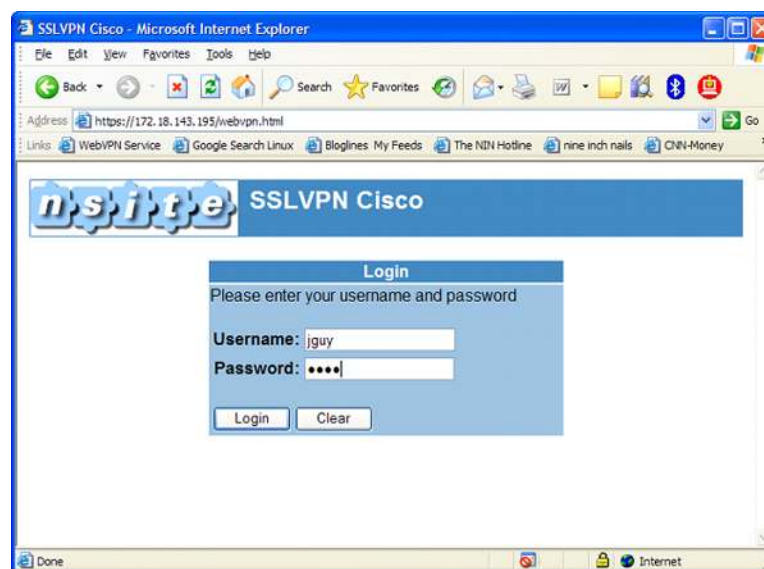 SSLVPN Cisco - Microsoft Internet Explorer
File Edit View Favorites Tools Help
Back Search Favorites
Address https://172.18.143.195/webvpn.html Go
Links WebVPN Service Google Search Linux Bloglines My Feeds The NIN Hotline nine inch nails CNN-Money
nsite SSLVPN Cisco
Login
Please enter your username and password
Username: jguy
Password: ••••
Login Clear
Done Internet